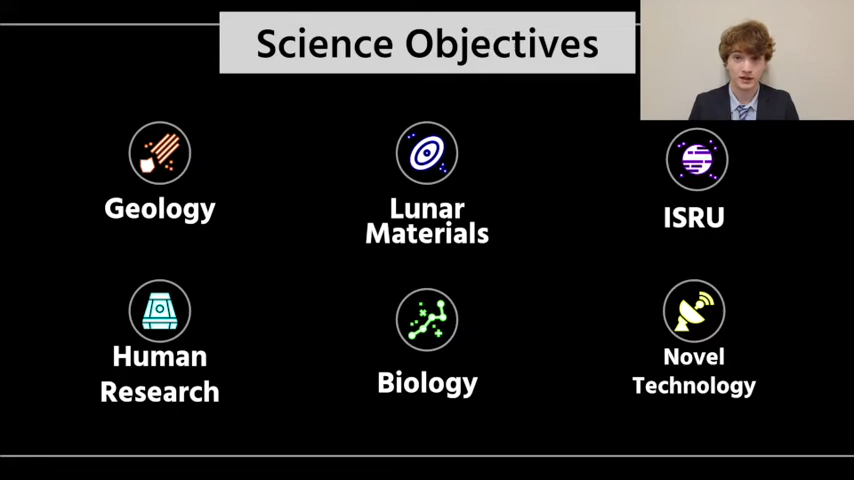 Science Objectives
Geology
Lunar
Materials
ISRU
Human
Research
Biology
Novel
Technology